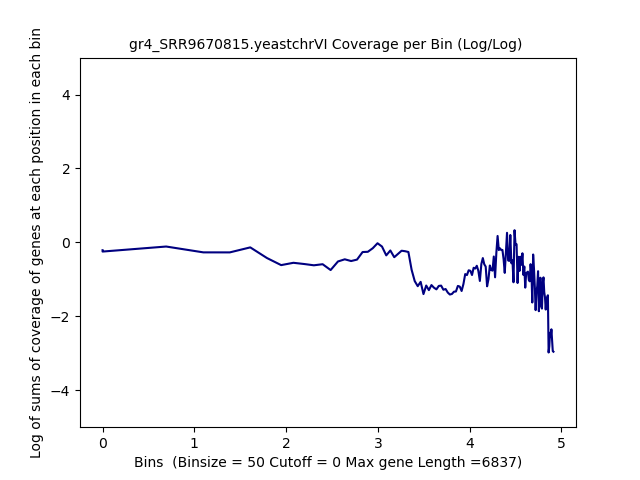 gr4_SRR9670815.yeastchrVI Coverage per Bin (Log/Log)
Log of sums of coverage of genes at each position in each bin
4
2
0
−2
−4
0 1 2 3 4 5
Bins  (Binsize = 50 Cutoff = 0 Max gene Length =6837)